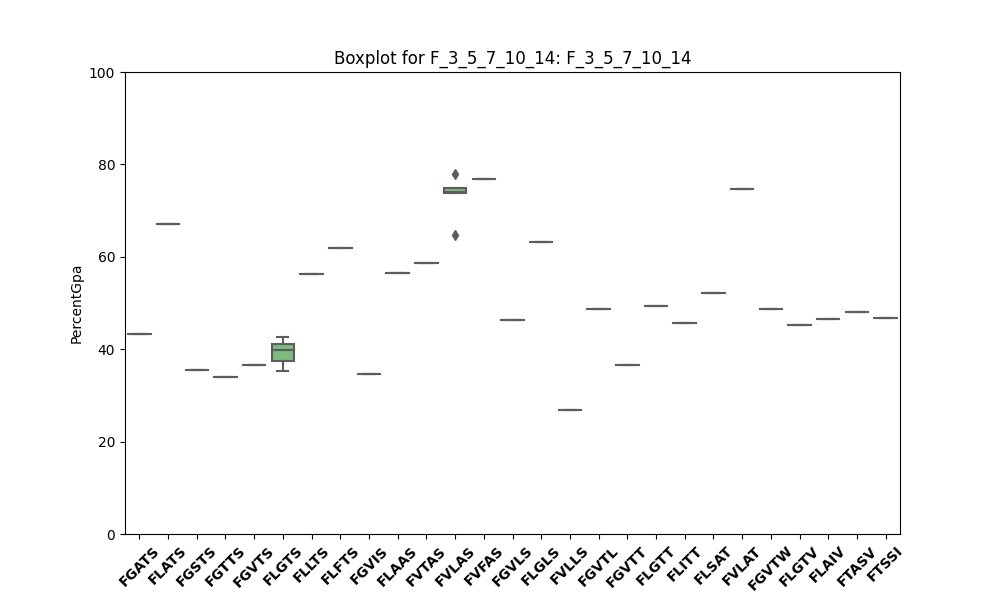 Boxplot for F_3_5_7_10_14: F_3_5_7_10_14
100
80
60
40
20
0
PercentGpa
FGATS
FLATS
FGSTS
FGTTS
FGVTS
FLGTS
FLLTS
FLFTS
FGVIS
FLAAS
FVTAS
FVLAS
FVFAS
FGVLS
FLGLS
FVLLS
FGVTL
FGVTT
FLGTT
FLITT
FLSAT
FVLAT
FGVTW
FLGTV
FLAIV
FTASV
FTSSI